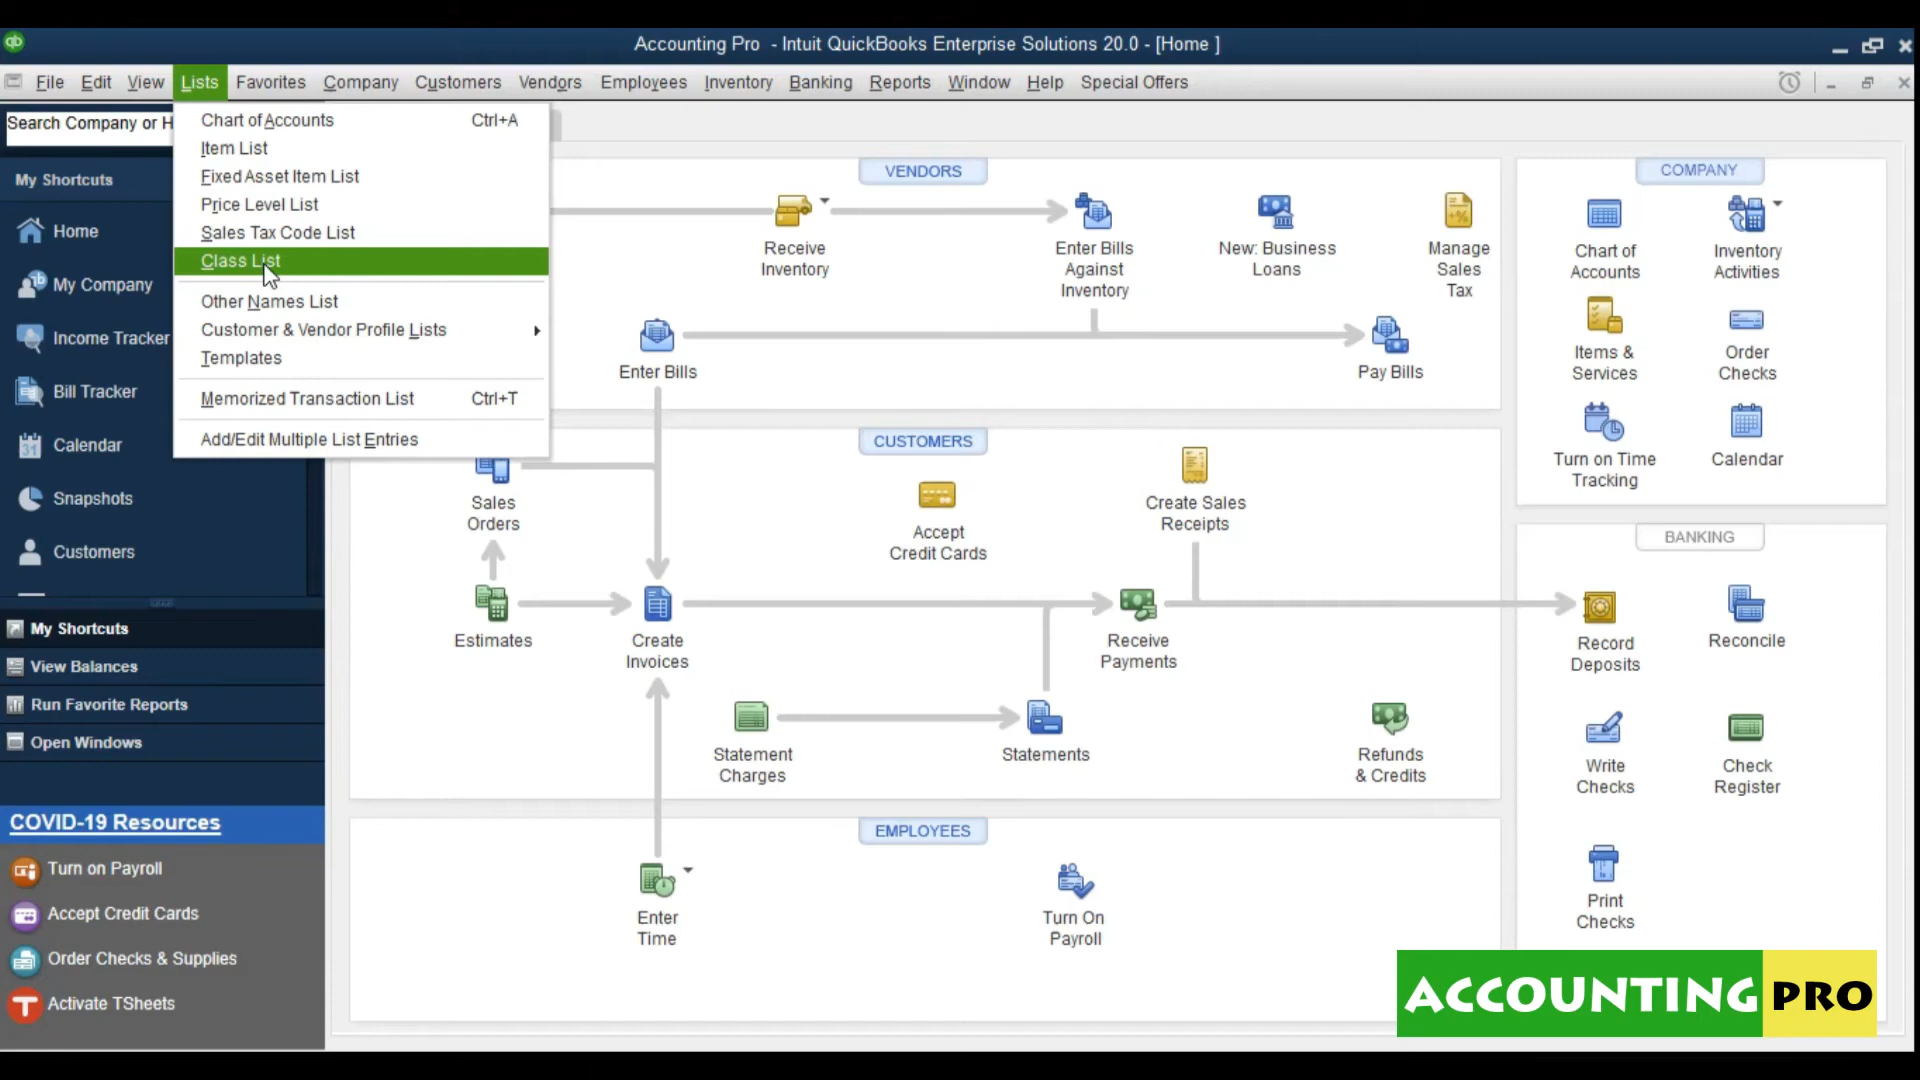 Accounting Pro - Intuit QuickBooks Enterprise Solutions 20.0 - [Home ]
File Edit View Lists Favorites Company Customers Vendors Employees Inventory Banking Reports Window Help Special Offers
Search Company or H
Chart of Accounts Ctrl+A
Item List
Fixed Asset Item List
Price Level List
Sales Tax Code List
Class List
Other Names List
Customer & Vendor Profile Lists
Templates
Memorized Transaction List Ctrl+T
Add/Edit Multiple List Entries
My Shortcuts
Home
My Company
Income Tracker
Bill Tracker
31
Calendar
Snapshots
Customers
My Shortcuts
View Balances
Run Favorite Reports
Open Windows
COVID-19 Resources
Turn on Payroll
Accept Credit Cards
Order Checks & Supplies
Activate TSheets
VENDORS
Receive
Inventory
Enter Bills
Against
Inventory
New: Business
Loans
Manage
Sales
Tax
Enter Bills
Pay Bills
CUSTOMERS
Sales
Orders
Accept
Credit Cards
Create Sales
Receipts
Estimates
Create
Invoices
Receive
Payments
Statement
Charges
Statements
Refunds
& Credits
EMPLOYEES
Enter
Time
Turn On
Payroll
COMPANY
Chart of
Accounts
Inventory
Activities
Items &
Services
Order
Checks
Turn on Time
Tracking
Calendar
BANKING
Record
Deposits
Reconcile
Write
Checks
Check
Register
Print
Checks
ACCOUNTING PRO